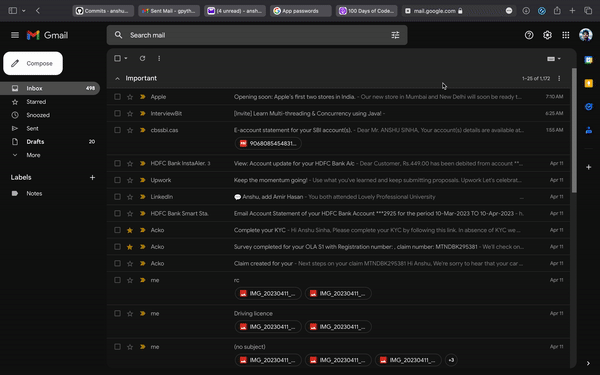 Commits · anshu...
Sent Mail - gpyth...
(4 unread) - ansh...
App passwords
100 Days of Code...
mail.google.com
Gmail
Search mail
Compose
Inbox 498
Starred
Snoozed
Sent
Drafts 20
More
Labels
Notes
Important 1–25 of 1,172
Apple Opening soon: Apple's first two stores in India. - Our new store in Mumbai and New Delhi will soon be ready t... 7:10 AM
InterviewBit [Invite] Learn Multi-threading & Concurrency using Java! - 
cbssbi.cas E-account statement for your SBI account(s). - Dear Mr. ANSHU SINHA, Your account(s) details are available at... 1:55 AM
9068085454831...
HDFC Bank InstaAler. View: Account update for your HDFC Bank A/c - Dear Customer, Rs.449.00 has been debited from account **... Apr 11
Upwork Keep the momentum going! - Use what you've learned and keep submitting proposals. Upwork Let's celebrat... Apr 11
LinkedIn Anshu, add Amir Hasan - You both attended Lovely Professional University Apr 11
HDFC Bank Smart Sta. Email Account Statement of your HDFC Bank Account ***2925 for the period 10-Mar-2023 TO 10-Apr-2023 - h... Apr 11
Acko Complete your KYC - Hi Anshu Sinha, Please complete your KYC by following this link. In absence of KYC we... Apr 11
Acko Survey completed for your OLA S1 with Registration number: , claim number: MTNDBK295381 - We'll check on... Apr 11
Acko Claim created for your - Next steps on your claim MTNDBK295381 Hi Anshu. We're sorry to hear that your car... Apr 11
me rc Apr 11
IMG_20230411_... IMG_20230411_...
me Driving licence Apr 11
IMG_20230411_... IMG_20230411_...
me (no subject) Apr 11
IMG_20230411_... IMG_20230411_... IMG_20230411_... +3